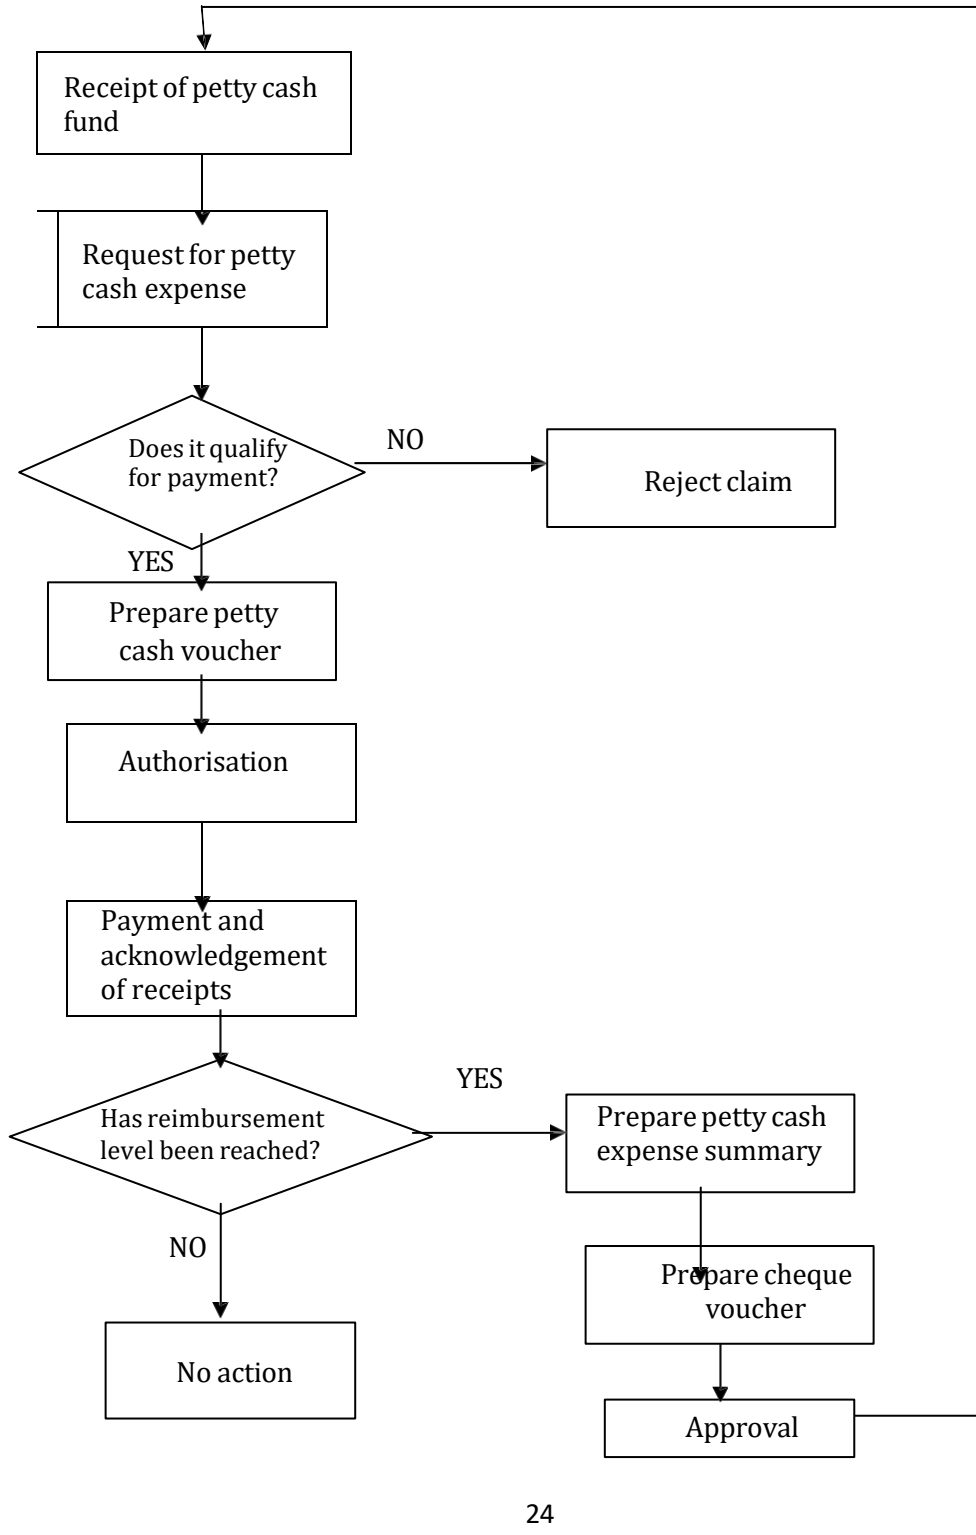 Receipt of petty cash
fund
Request for petty
cash expense
Does it qualify
for payment?
NO
Reject claim
YES
Prepare petty
cash voucher
Authorisation
Payment and
acknowledgement
of receipts
Has reimbursement
level been reached?
YES
Prepare petty cash
expense summary
NO
Prepare cheque
voucher
No action
Approval
24